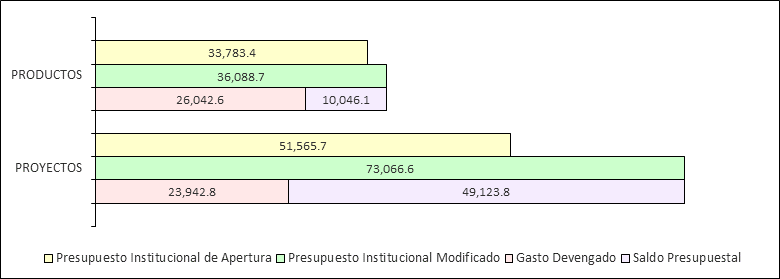 33,783.4
PRODUCTOS
36,088.7
26,042.6 10,046.1
51,565.7
PROYECTOS
73,066.6
23,942.8 49,123.8
Presupuesto Institucional de Apertura Presupuesto Institucional Modificado Gasto Devengado Saldo Presupuestal